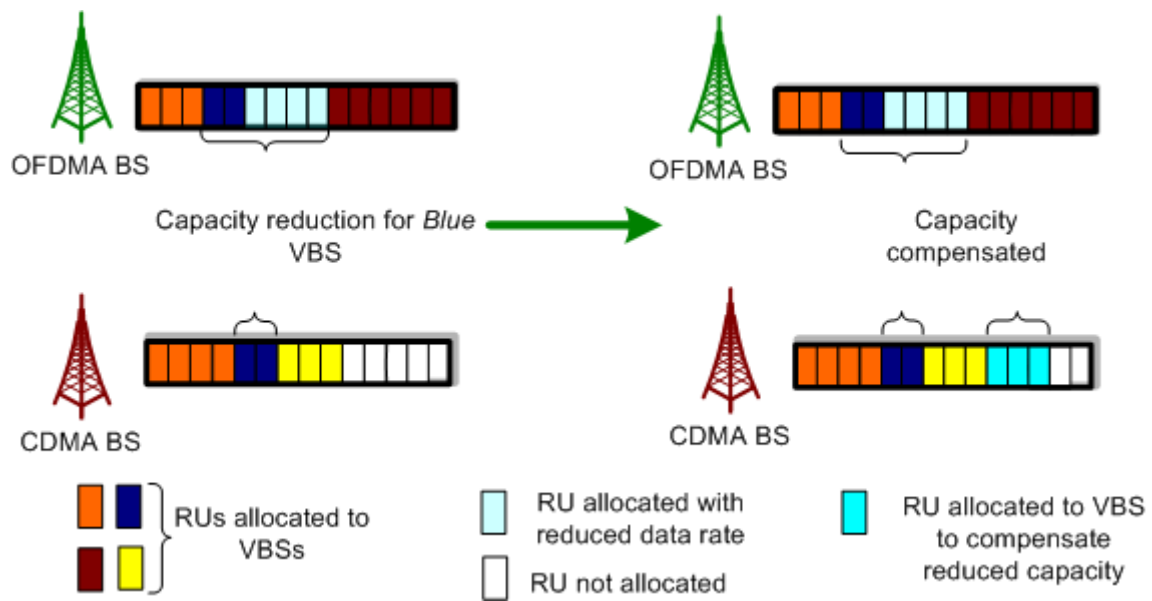 OFDMA BS
OFDMA BS
Capacity reduction for Blue
VBS
Capacity
compensated
CDMA BS
CDMA BS
RUs allocated to
VBSs
RU allocated with
reduced data rate
RU not allocated
RU allocated to VBS
to compensate
reduced capacity